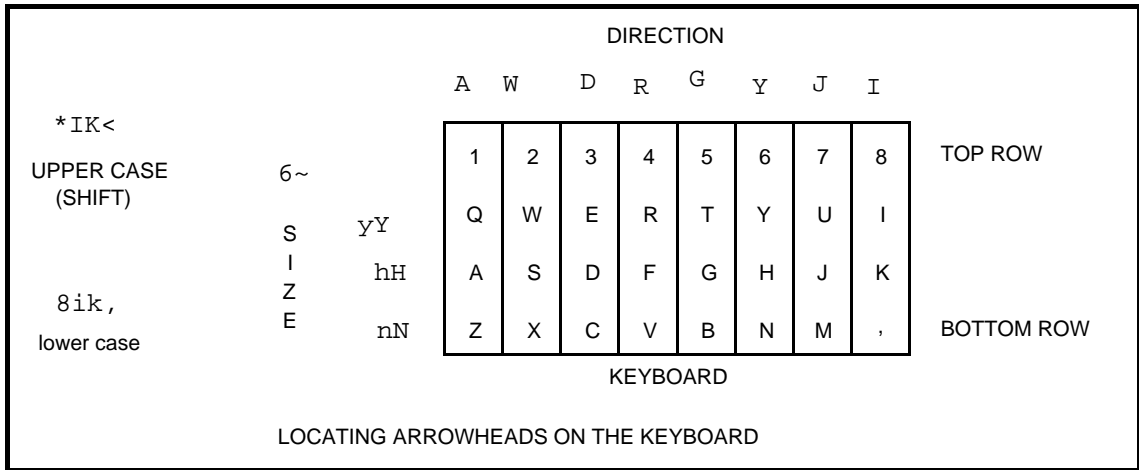 DIRECTION
A W D R G Y J I
*IK<
UPPER CASE
(SHIFT)
8ik,
lower case
6~
yY
hH
nN
S
I
Z
E
1 2 3 4 5 6 7 8
Q W E R T Y U I
A S D F G H J K
Z X C V B N M ,
TOP ROW
BOTTOM ROW
KEYBOARD
LOCATING ARROWHEADS ON THE KEYBOARD